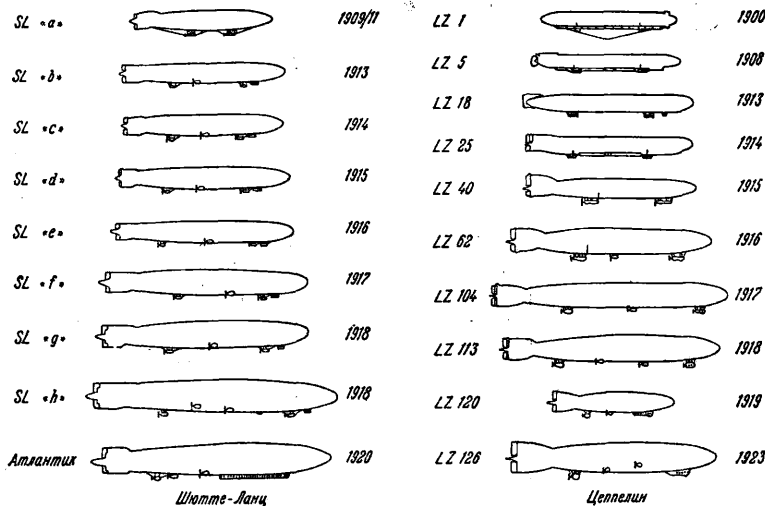 SL «a» 1909/11
SL «b» 1913
SL «c» 1914
SL «d» 1915
SL «e» 1916
SL «f» 1917
SL «g» 1918
SL «h» 1918
Атлантик 1920
Шютте-Ланц
LZ 1 1900
LZ 5 1908
LZ 18 1913
LZ 25 1914
LZ 40 1915
LZ 62 1916
LZ 104 1917
LZ 113 1918
LZ 120 1919
LZ 126 1923
Цеппелин